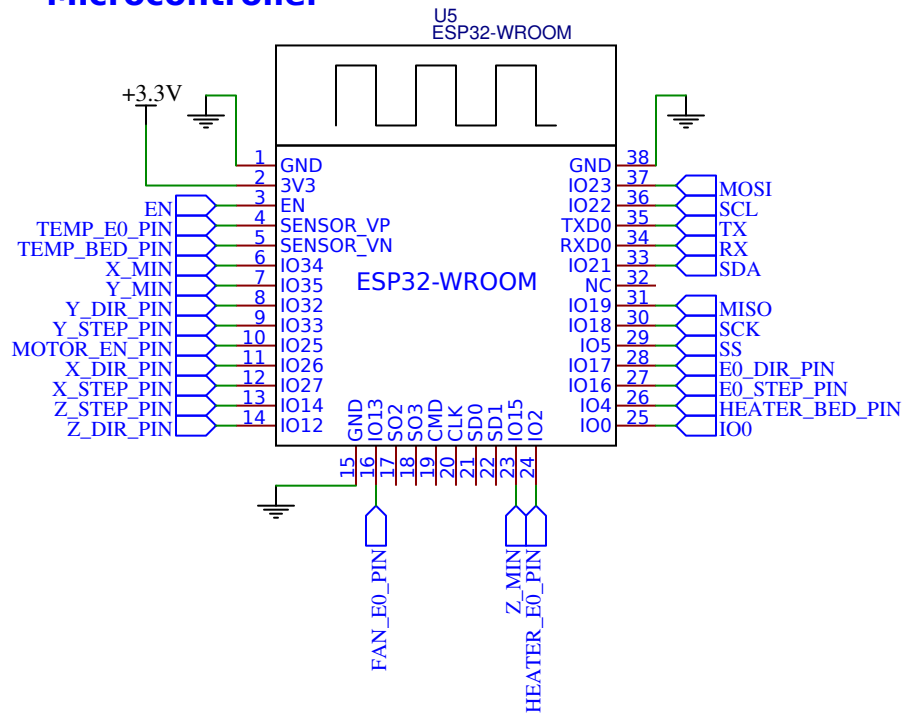 Microcontroller
U5
ESP32-WROOM
+3.3V
1 GND
2 3V3
EN 3 EN
TEMP_E0_PIN 4 SENSOR_VP
TEMP_BED_PIN 5 SENSOR_VN
X_MIN 6 IO34
Y_MIN 7 IO35
Y_DIR_PIN 8 IO32
Y_STEP_PIN 9 IO33
MOTOR_EN_PIN 10 IO25
X_DIR_PIN 11 IO26
X_STEP_PIN 12 IO27
Z_STEP_PIN 13 IO14
Z_DIR_PIN 14 IO12
ESP32-WROOM
GND 38
IO23 37 MOSI
IO22 36 SCL
TXD0 35 TX
RXD0 34 RX
IO21 33 SDA
NC 32
IO19 31 MISO
IO18 30 SCK
IO5 29 SS
IO17 28 E0_DIR_PIN
IO16 27 E0_STEP_PIN
IO4 26 HEATER_BED_PIN
IO0 25 IO0
GND 15
IO13 16 FAN_E0_PIN
SO2 17
SO3 18
CMD 19
CLK 20
SD0 21
SD1 22
IO15 23 Z_MIN
IO2 24 HEATER_E0_PIN